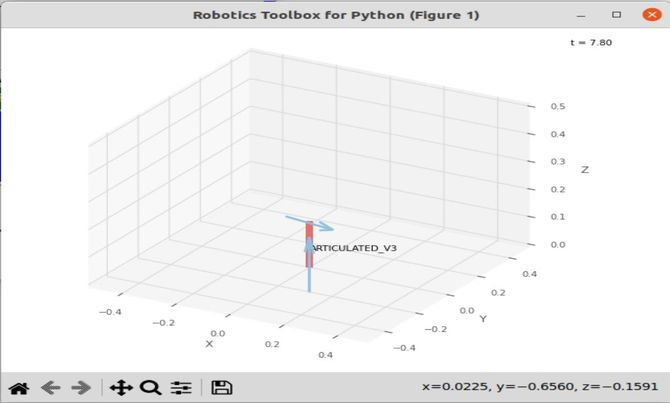 Robotics Toolbox for Python (Figure 1)
t = 7.80
0.5
0.4
0.3
Z
0.2
0.1
0.0
ARTICULATED_V3
0.4
0.2
0.0
Y
−0.2
−0.4
−0.4
−0.2
0.0
X
0.2
0.4
x=0.0225, y=−0.6560, z=−0.1591